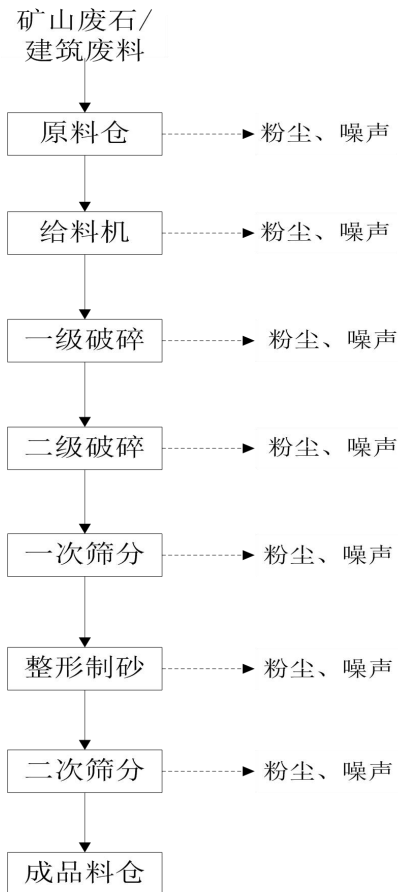 矿山废石/
建筑废料
原料仓
粉尘、噪声
给料机
粉尘、噪声
一级破碎
粉尘、噪声
二级破碎
粉尘、噪声
一次筛分
粉尘、噪声
整形制砂
粉尘、噪声
二次筛分
粉尘、噪声
成品料仓